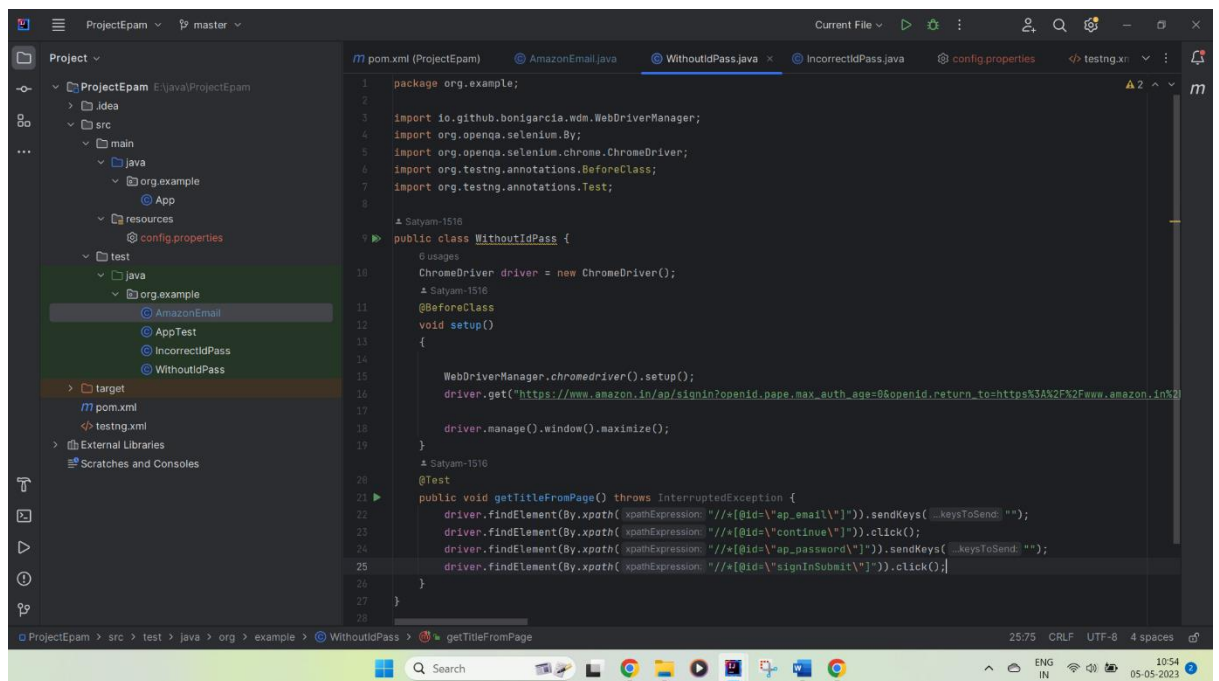 ProjectEpam master Current File
Project
pom.xml (ProjectEpam) AmazonEmail.java WithoutIdPass.java IncorrectIdPass.java config.properties testng.xn
ProjectEpam E:\java\ProjectEpam
.idea
src
main
java
org.example
App
resources
config.properties
test
java
org.example
AmazonEmail
AppTest
IncorrectIdPass
WithoutIdPass
target
pom.xml
testng.xml
External Libraries
Scratches and Consoles
2
1 package org.example;
2
3 import io.github.bonigarcia.wdm.WebDriverManager;
4 import org.openqa.selenium.By;
5 import org.openqa.selenium.chrome.ChromeDriver;
6 import org.testng.annotations.BeforeClass;
7 import org.testng.annotations.Test;
8
Satyam-1516
9 public class WithoutIdPass {
6 usages
10 ChromeDriver driver = new ChromeDriver();
Satyam-1516
11 @BeforeClass
12 void setup()
13 {
14
15 WebDriverManager.chromedriver().setup();
16 driver.get("https://www.amazon.in/ap/signin?openid.pape.max_auth_age=0&openid.return_to=https%3A%2F%2Fwww.amazon.in%2
17
18 driver.manage().window().maximize();
19 }
Satyam-1516
20 @Test
21 public void getTitleFromPage() throws InterruptedException {
22 driver.findElement(By.xpath( xpathExpression: "//*[@id=\"ap_email\"]")).sendKeys( ...keysToSend: "");
23 driver.findElement(By.xpath( xpathExpression: "//*[@id=\"continue\"]")).click();
24 driver.findElement(By.xpath( xpathExpression: "//*[@id=\"ap_password\"]")).sendKeys( ...keysToSend: "");
25 driver.findElement(By.xpath( xpathExpression: "//*[@id=\"signInSubmit\"]")).click();
26 }
27 }
28
ProjectEpam > src > test > java > org > example > WithoutIdPass > getTitleFromPage 25:75 CRLF UTF-8 4 spaces
Search ENG IN 10:54 05-05-2023 2